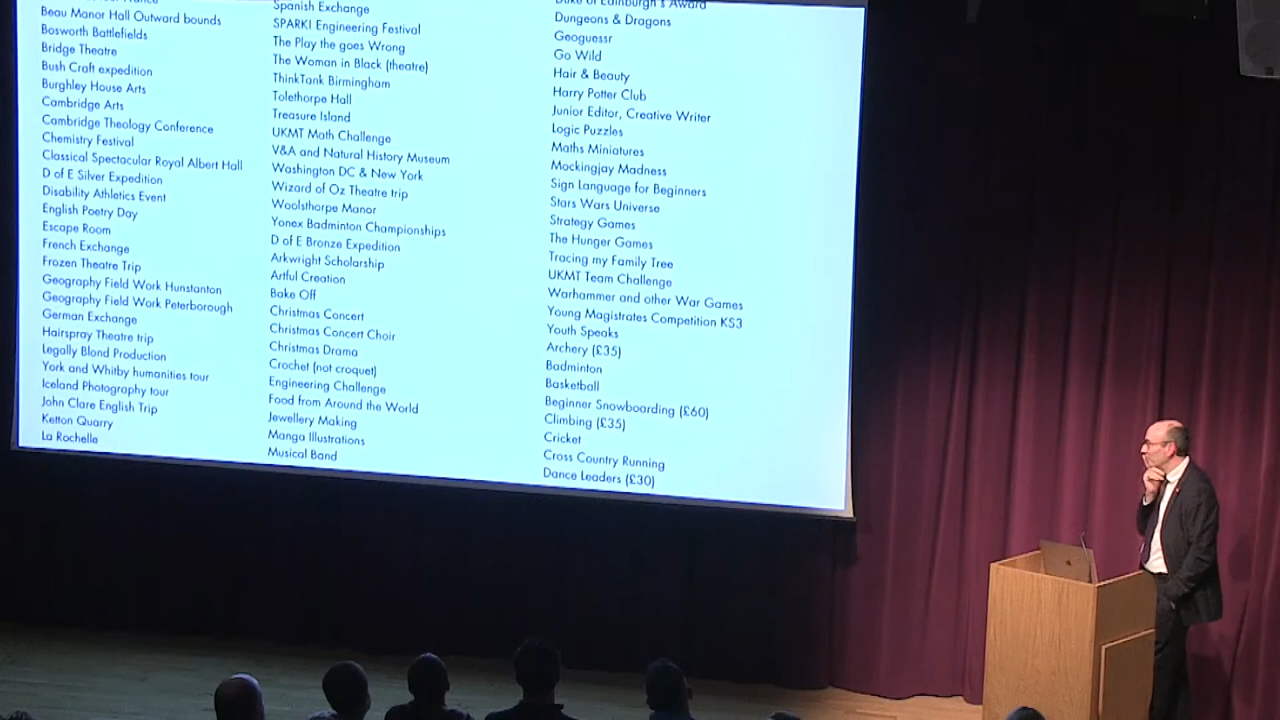 Beau Manor Hall Outward bounds
Bosworth Battlefields
Bridge Theatre
Bush Craft expedition
Burghley House Arts
Cambridge Arts
Cambridge Theology Conference
Chemistry Festival
Classical Spectacular Royal Albert Hall
D of E Silver Expedition
Disability Athletics Event
English Poetry Day
Escape Room
French Exchange
Frozen Theatre Trip
Geography Field Work Hunstanton
Geography Field Work Peterborough
German Exchange
Hairspray Theatre trip
Legally Blond Production
York and Whitby humanities tour
Iceland Photography tour
John Clare English Trip
Ketton Quarry
La Rochelle
Spanish Exchange
SPARK! Engineering Festival
The Play the goes Wrong
The Woman in Black (theatre)
ThinkTank Birmingham
Tolethorpe Hall
Treasure Island
UKMT Math Challenge
V&A and Natural History Museum
Washington DC & New York
Wizard of Oz Theatre trip
Woolsthorpe Manor
Yonex Badminton Championships
D of E Bronze Expedition
Arkwright Scholarship
Artful Creation
Bake Off
Christmas Concert
Christmas Concert Choir
Christmas Drama
Crochet (not croquet)
Engineering Challenge
Food from Around the World
Jewellery Making
Manga Illustrations
Musical Band
Duke of Edinburgh's Award
Dungeons & Dragons
Geoguessr
Go Wild
Hair & Beauty
Harry Potter Club
Junior Editor, Creative Writer
Logic Puzzles
Maths Miniatures
Mockingjay Madness
Sign Language for Beginners
Stars Wars Universe
Strategy Games
The Hunger Games
Tracing my Family Tree
UKMT Team Challenge
Warhammer and other War Games
Young Magistrates Competition KS3
Youth Speaks
Archery (£35)
Badminton
Basketball
Beginner Snowboarding (£60)
Climbing (£35)
Cricket
Cross Country Running
Dance Leaders (£30)